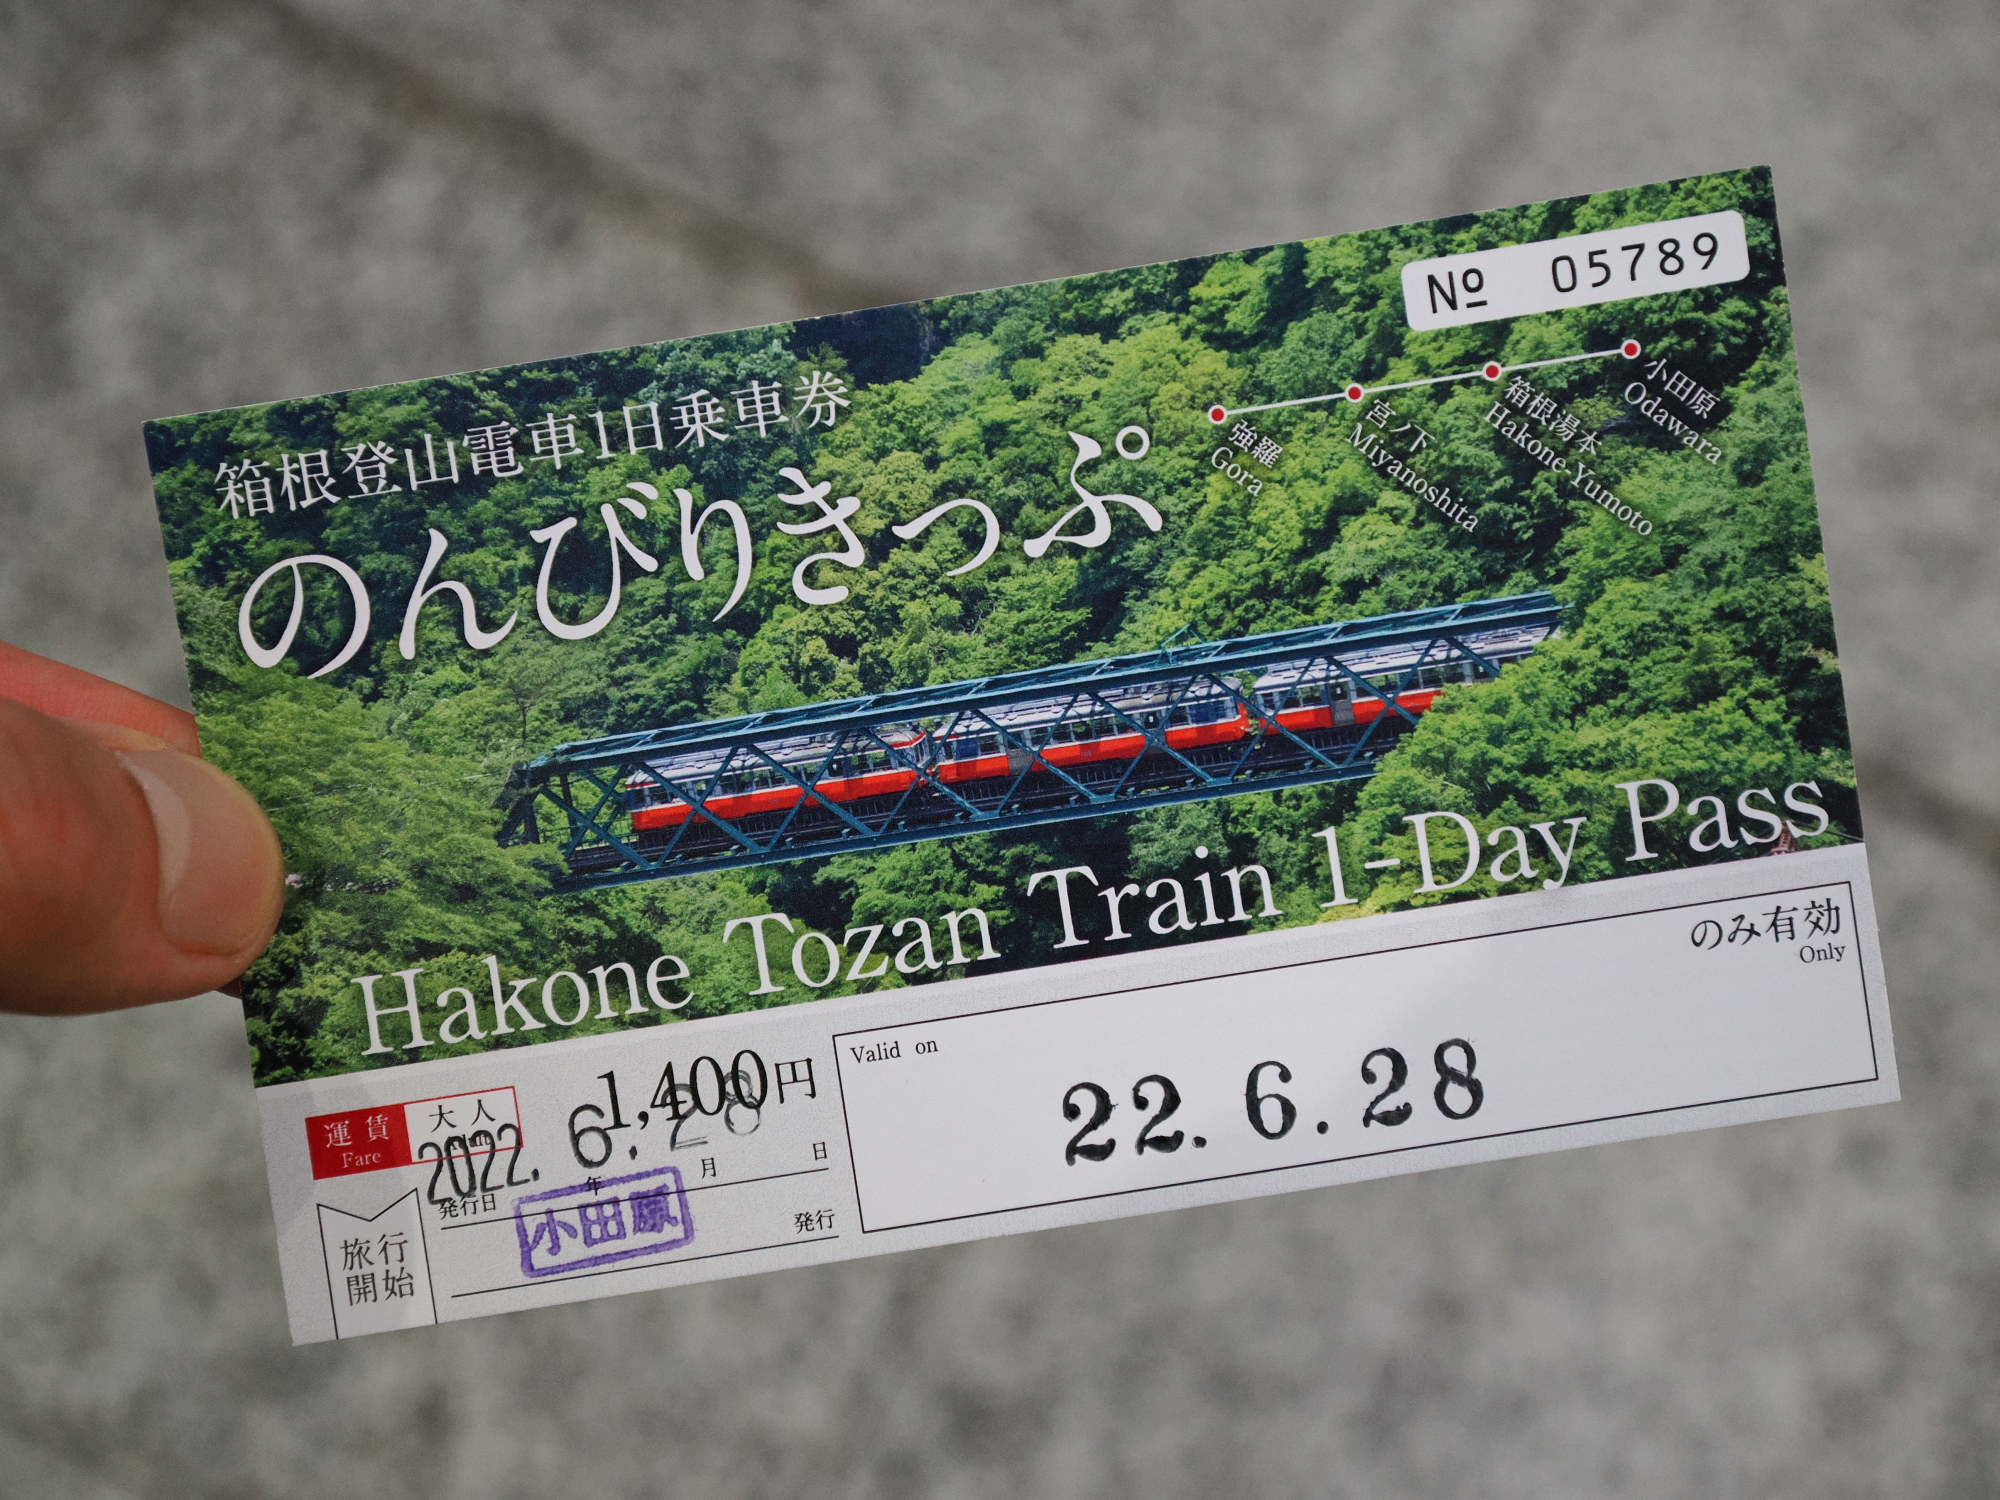 № 05789
箱根登山電車1日乗車券
のんびりきっぷ
強羅
Gora
宮ノ下
Miyanoshita
箱根湯本
Hakone-Yumoto
小田原
Odawara
Hakone Tozan Train 1-Day Pass
運賃
Fare
大人
1,400円
2022. 6. 28
発行日 年 月 日
小田原 発行
旅行
開始
Valid on
22. 6. 28
のみ有効
Only